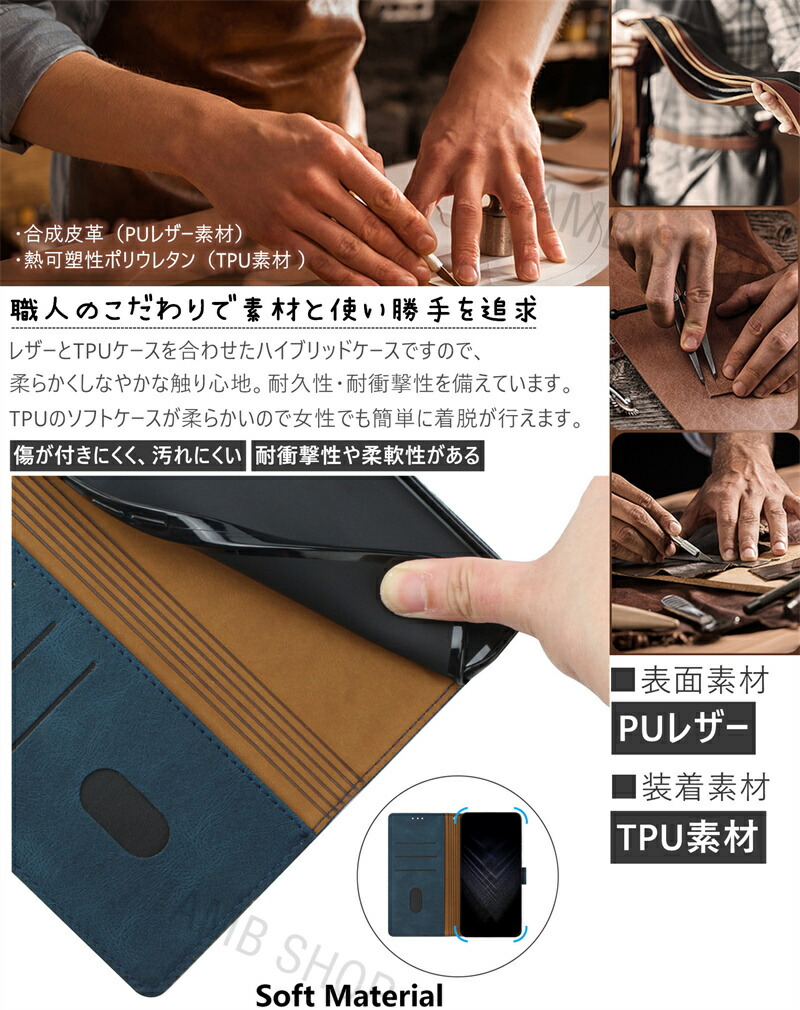 ・合成皮革（PUレザー素材）
・熱可塑性ポリウレタン（TPU素材 ）
職人のこだわりで素材と使い勝手を追求
レザーとTPUケースを合わせたハイブリッドケースですので、
柔らかくしなやかな触り心地。耐久性・耐衝撃性を備えています。
TPUのソフトケースが柔らかいので女性でも簡単に着脱が行えます。
傷が付きにくく、汚れにくい 耐衝撃性や柔軟性がある
■表面素材
PUレザー
■装着素材
TPU素材
Soft Material
AMB SHOP
AMB S
AMB SHOP